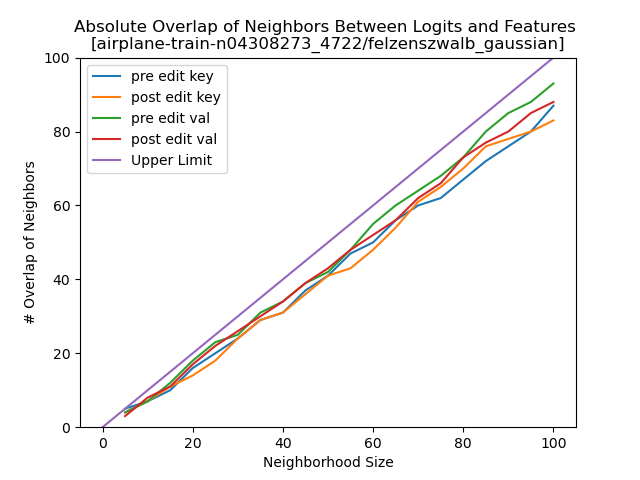 Absolute Overlap of Neighbors Between Logits and Features
[airplane-train-n04308273_4722/felzenszwalb_gaussian]
pre edit key
post edit key
pre edit val
post edit val
Upper Limit
# Overlap of Neighbors
100
80
60
40
20
0
0 20 40 60 80 100
Neighborhood Size